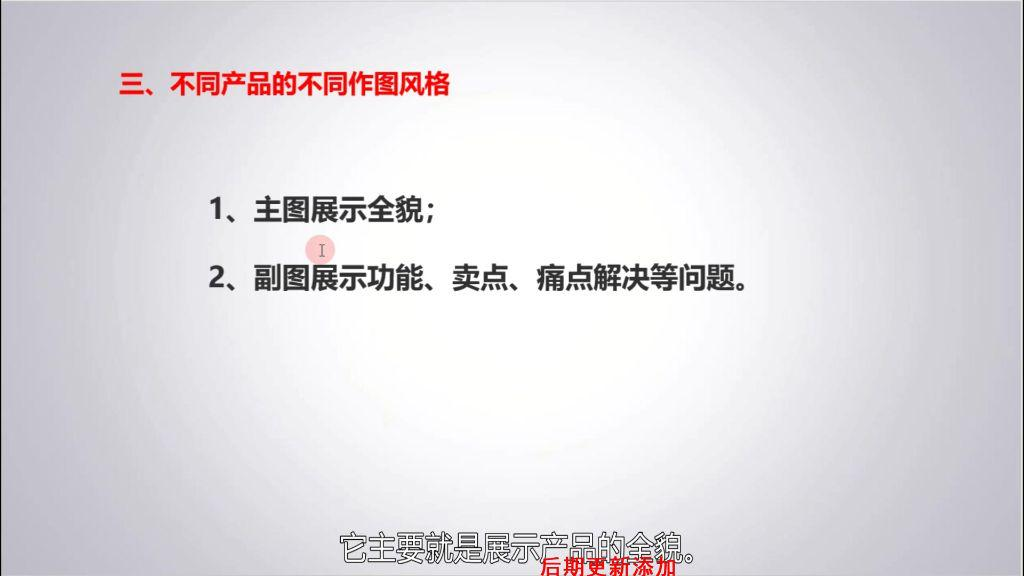 三、不同产品的不同作图风格
1、主图展示全貌；
2、副图展示功能、卖点、痛点解决等问题。
它主要就是展示产品的全貌。
后期更新添加